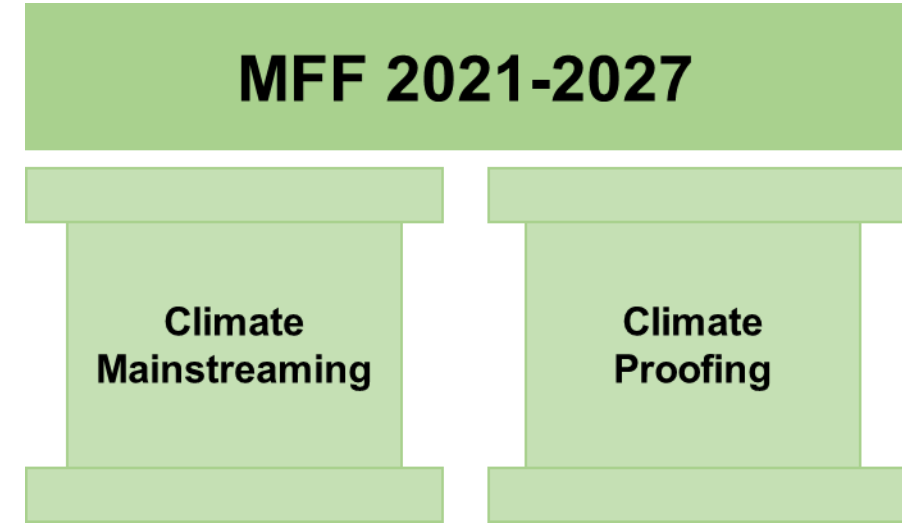 MFF 2021-2027
Climate
Mainstreaming
Climate
Proofing